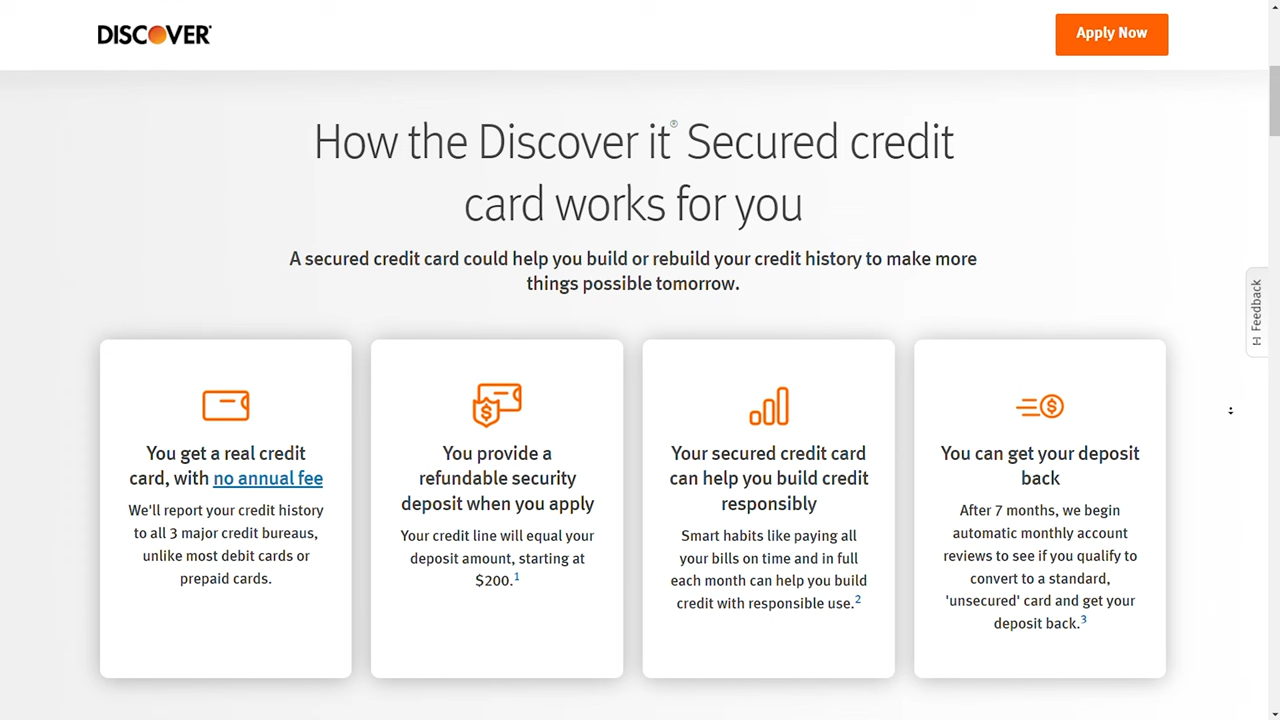 DISCOVER
Apply Now
How the Discover it® Secured credit
card works for you
A secured credit card could help you build or rebuild your credit history to make more
things possible tomorrow.
You get a real credit
card, with no annual fee
We'll report your credit history
to all 3 major credit bureaus,
unlike most debit cards or
prepaid cards.
You provide a
refundable security
deposit when you apply
Your credit line will equal your
deposit amount, starting at
$200.1
Your secured credit card
can help you build credit
responsibly
Smart habits like paying all
your bills on time and in full
each month can help you build
credit with responsible use.2
You can get your deposit
back
After 7 months, we begin
automatic monthly account
reviews to see if you qualify to
convert to a standard,
'unsecured' card and get your
deposit back.3
Feedback